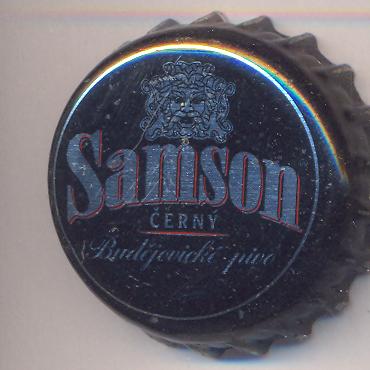 Samson
ČERNÝ
Budějovické pivo